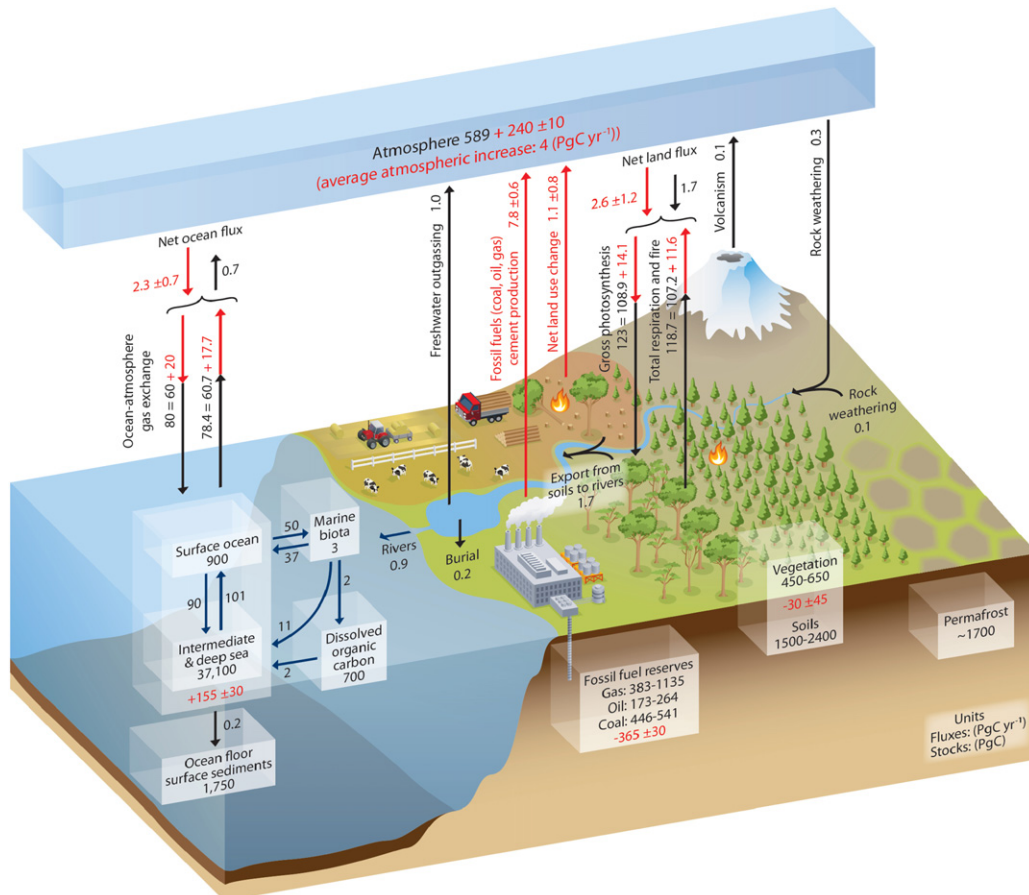 Atmosphere 589 + 240 ±10
(average atmospheric increase: 4 (PgC yr⁻¹))
Net ocean flux
2.3 ±0.7
0.7
Ocean-atmosphere
gas exchange
80 = 60 + 20
78.4 = 60.7 + 17.7
Freshwater outgassing 1.0
Fossil fuels (coal, oil, gas)
cement production 7.8 ±0.6
Net land use change 1.1 ±0.8
Net land flux
2.6 ±1.2
1.7
Gross photosynthesis
123 = 108.9 + 14.1
Total respiration and fire
118.7 = 107.2 + 11.6
Volcanism 0.1
Rock weathering 0.3
Rock
weathering
0.1
Export from
soils to rivers
1.7
Surface ocean
900
50
37
Marine
biota
3
Rivers
0.9
Burial
0.2
90
101
11
2
2
Intermediate
& deep sea
37,100
+155 ±30
Dissolved
organic
carbon
700
0.2
Ocean floor
surface sediments
1,750
Fossil fuel reserves
Gas: 383-1135
Oil: 173-264
Coal: 446-541
-365 ±30
Vegetation
450-650
-30 ±45
Soils
1500-2400
Permafrost
~1700
Units
Fluxes: (PgC yr⁻¹)
Stocks: (PgC)